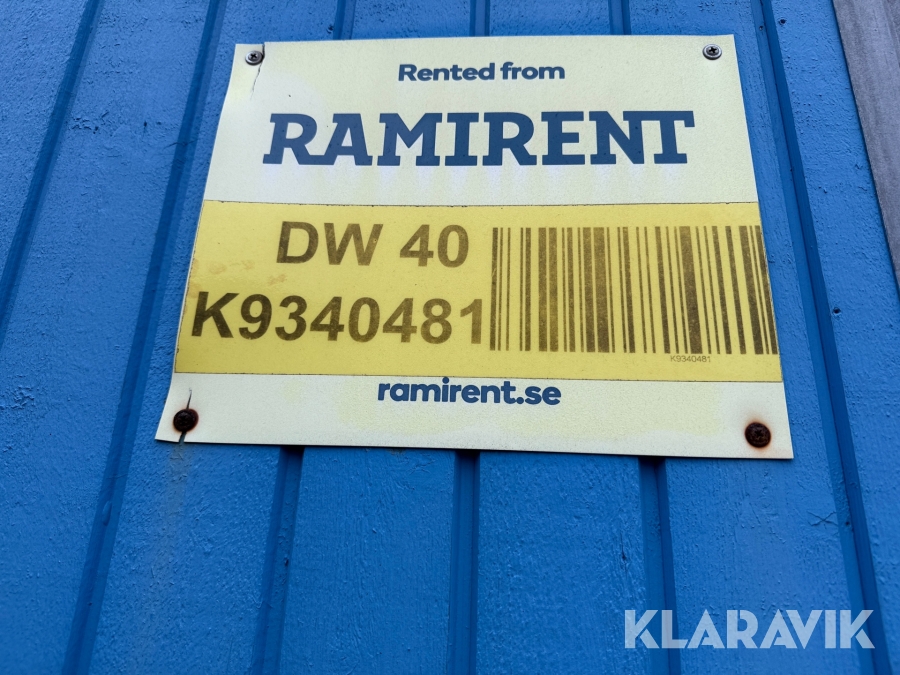 Rented from
RAMIRENT
DW 40
K9340481
K9340481
ramirent.se
KLARAVIK